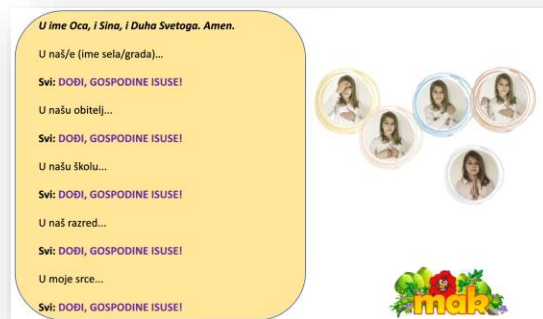 U ime Oca, i Sina, i Duha Svetoga. Amen.
U naš/e (ime sela/grada)...
Svi: DOĐI, GOSPODINE ISUSE!
U našu obitelj...
Svi: DOĐI, GOSPODINE ISUSE!
U našu školu...
Svi: DOĐI, GOSPODINE ISUSE!
U naš razred...
Svi: DOĐI, GOSPODINE ISUSE!
U moje srce...
Svi: DOĐI, GOSPODINE ISUSE!
mak